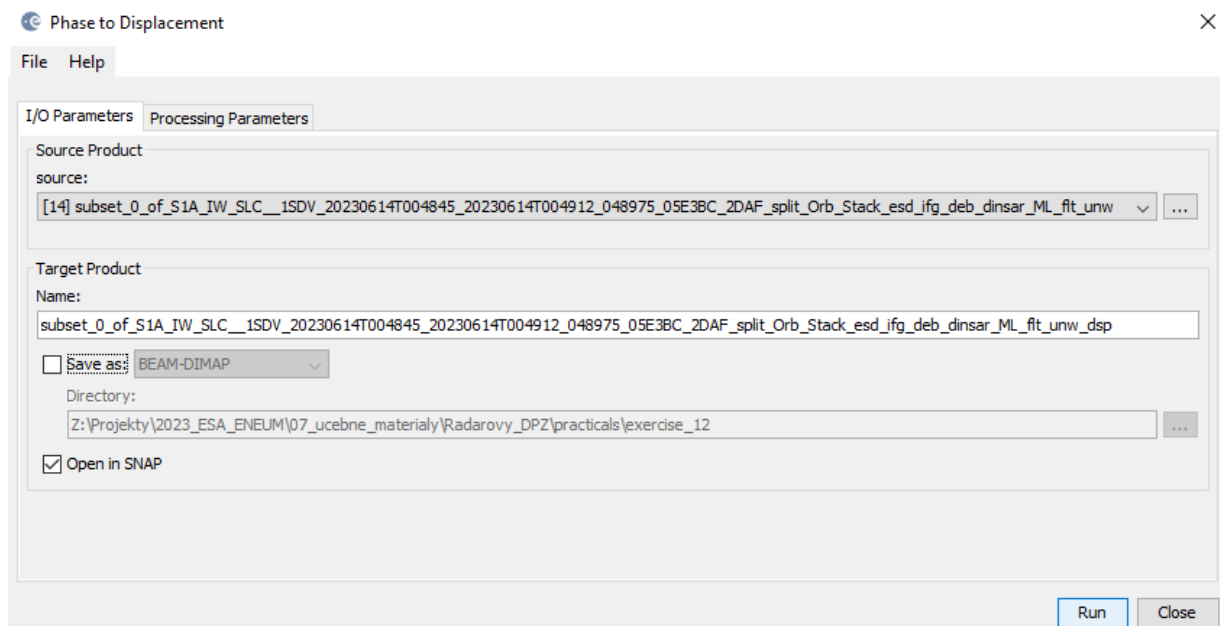 Phase to Displacement
File Help
I/O Parameters Processing Parameters
Source Product
source:
[14] subset_0_of_S1A_IW_SLC__1SDV_20230614T004845_20230614T004912_048975_05E3BC_2DAF_split_Orb_Stack_esd_ifg_deb_dinsar_ML_flt_unw ...
Target Product
Name:
subset_0_of_S1A_IW_SLC__1SDV_20230614T004845_20230614T004912_048975_05E3BC_2DAF_split_Orb_Stack_esd_ifg_deb_dinsar_ML_flt_unw_dsp
Save as: BEAM-DIMAP
Directory:
Z:\Projekty\2023_ESA_ENEUM\07_ucebne_materialy\Radarovy_DPZ\practicals\exercise_12 ...
Open in SNAP
Run Close